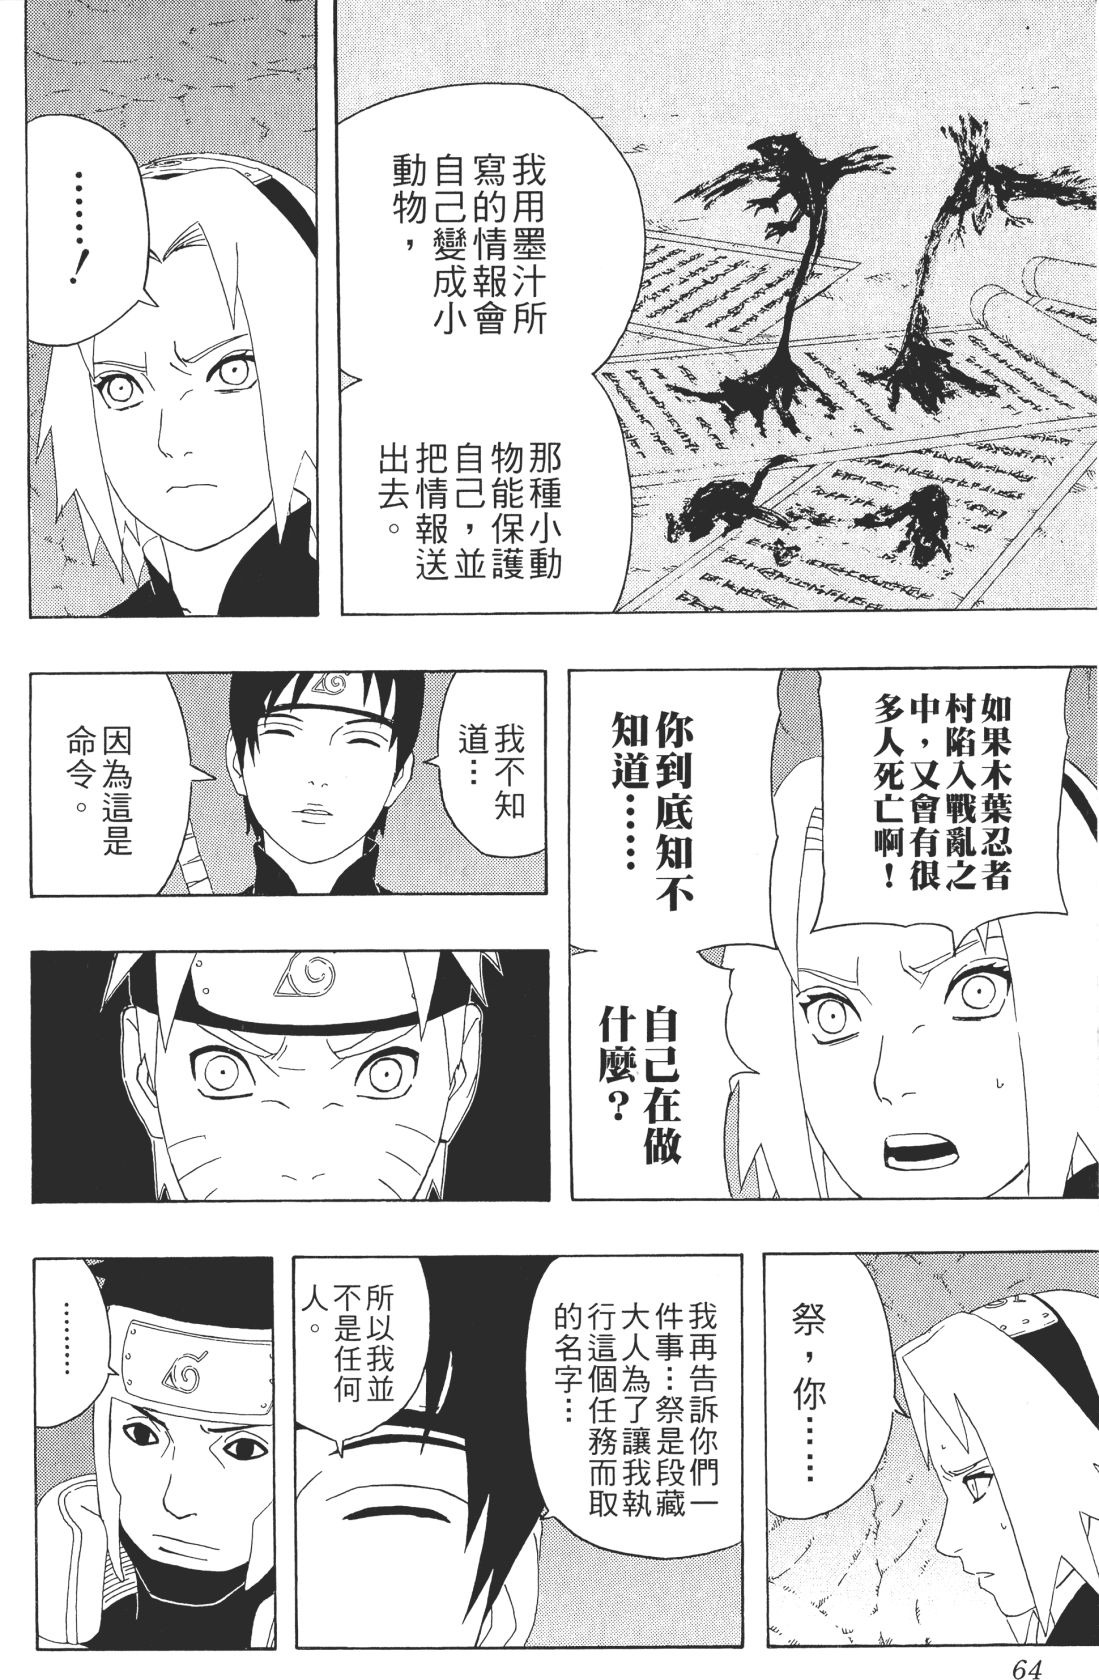 我用墨汁所
寫的情報會
自己變成小
動物，
那種小動
物能保護
自己，並
把情報送
出去。
……！
如果木葉忍者
村陷入戰亂之
中，又會有很
多人死亡啊！
你到底知不
知道……
自己在做
什麼？
我不知
道…
因為這是
命令。
祭，你……
我再告訴你們一
件事…祭是段藏
大人為了讓我執
行這個任務而取
的名字…
所以我並
不是任何
人。
………
64